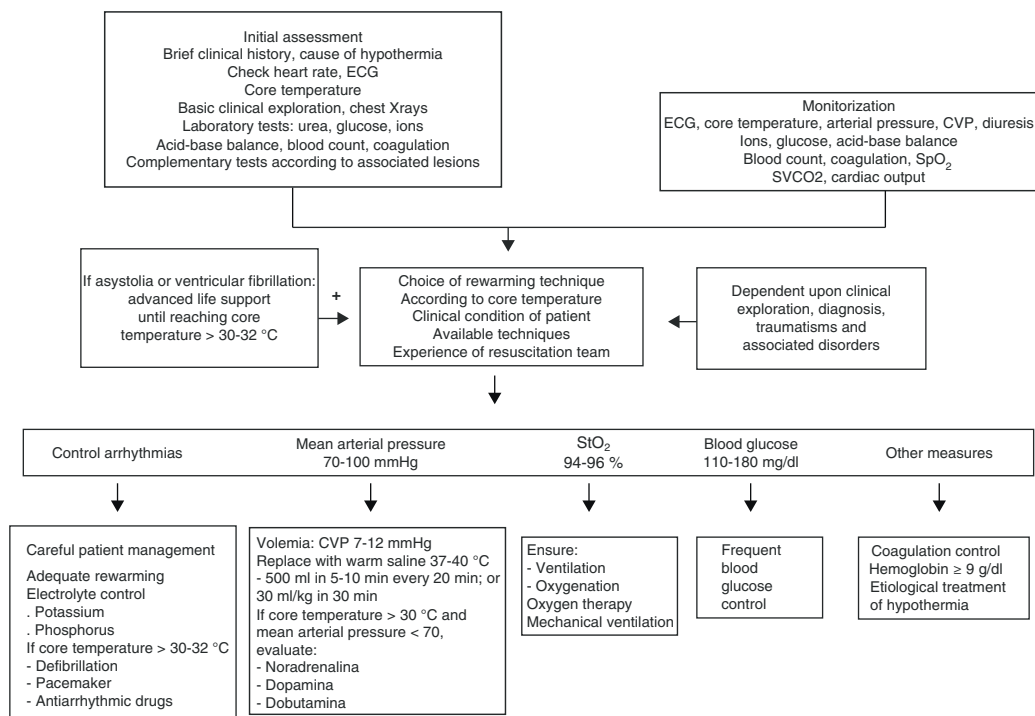 Initial assessment
Brief clinical history, cause of hypothermia
Check heart rate, ECG
Core temperature
Basic clinical exploration, chest Xrays
Laboratory tests: urea, glucose, ions
Acid-base balance, blood count, coagulation
Complementary tests according to associated lesions
Monitorization
ECG, core temperature, arterial pressure, CVP, diuresis
Ions, glucose, acid-base balance
Blood count, coagulation, SpO2
SVCO2, cardiac output
If asystolia or ventricular fibrillation:
advanced life support
until reaching core
temperature > 30-32 °C
+
Choice of rewarming technique
According to core temperature
Clinical condition of patient
Available techniques
Experience of resuscitation team
Dependent upon clinical
exploration, diagnosis,
traumatisms and
associated disorders
Control arrhythmias
Mean arterial pressure
70-100 mmHg
StO2
94-96 %
Blood glucose
110-180 mg/dl
Other measures
Careful patient management
Adequate rewarming
Electrolyte control
. Potassium
. Phosphorus
If core temperature > 30-32 °C
- Defibrillation
- Pacemaker
- Antiarrhythmic drugs
Volemia: CVP 7-12 mmHg
Replace with warm saline 37-40 °C
- 500 ml in 5-10 min every 20 min; or
30 ml/kg in 30 min
If core temperature > 30 °C and
mean arterial pressure < 70,
evaluate:
- Noradrenalina
- Dopamina
- Dobutamina
Ensure:
- Ventilation
- Oxygenation
Oxygen therapy
Mechanical ventilation
Frequent
blood
glucose
control
Coagulation control
Hemoglobin ≥ 9 g/dl
Etiological treatment
of hypothermia